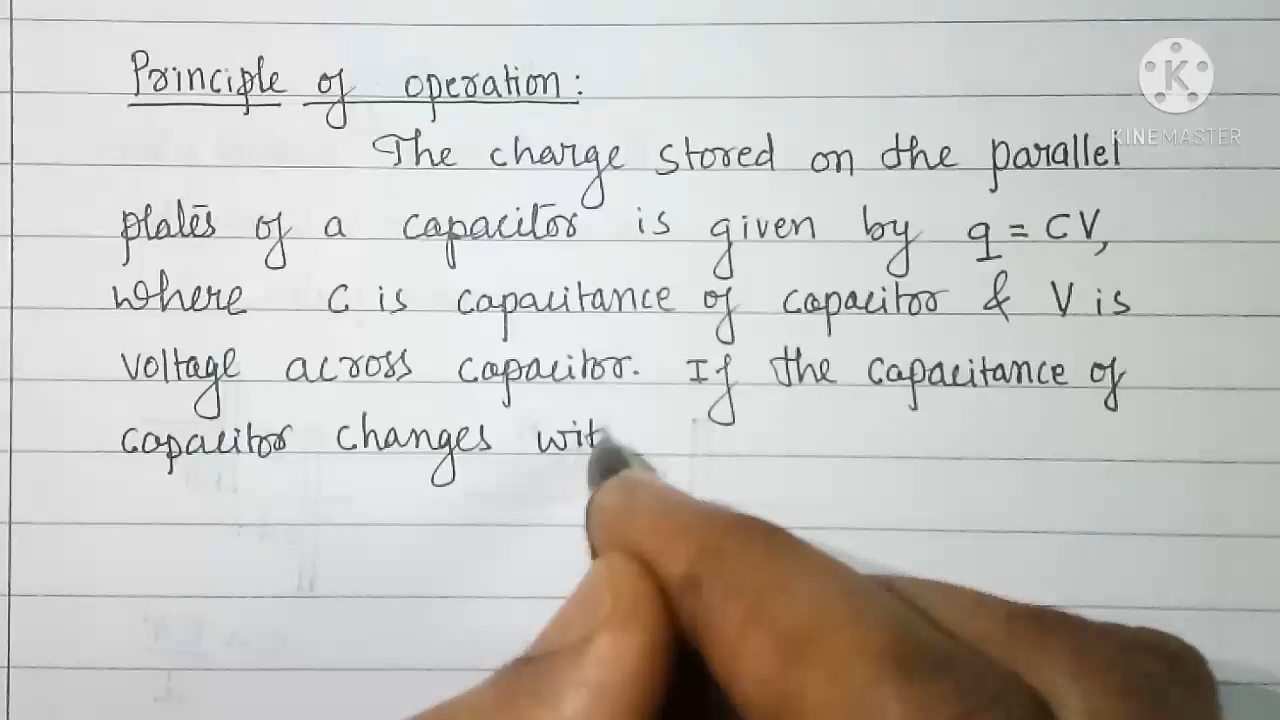 Principle of operation:
The charge stored on the parallel
plates of a capacitor is given by q = CV,
where C is capacitance of capacitor & V is
voltage across capacitor. If the capacitance of
capacitor changes wit
K
KINEMASTER